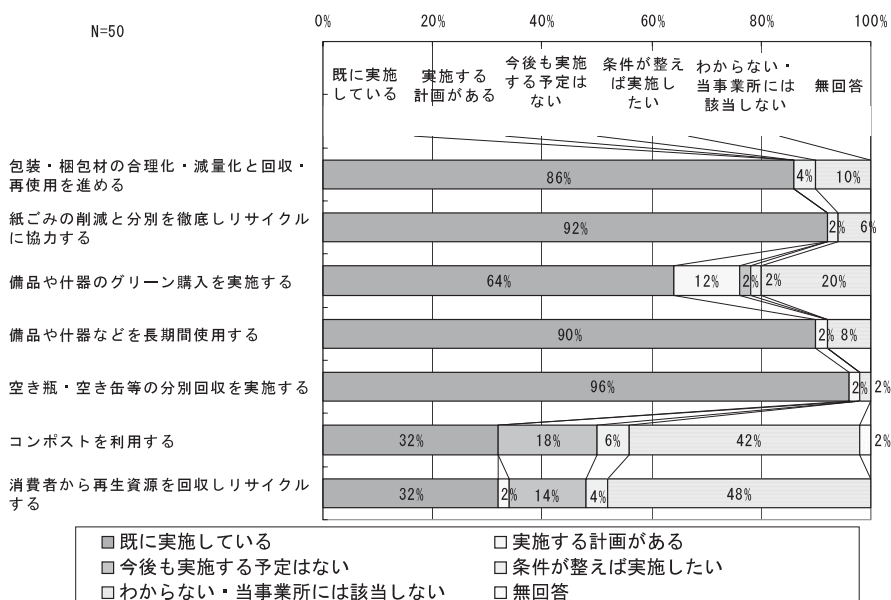 N=50
0%
20%
40%
60%
80%
100%
既に実施
している
実施する
計画がある
今後も実施
する予定は
ない
条件が整え
ば実施し
たい
わからない・
当事業所には
該当しない
無回答
包装・梱包材の合理化・減量化と回収・
再使用を進める
86%
4%
10%
紙ごみの削減と分別を徹底しリサイクル
に協力する
92%
2%
6%
備品や什器のグリーン購入を実施する
64%
12%
2%
2%
20%
備品や什器などを長期間使用する
90%
2%
8%
空き瓶・空き缶等の分別回収を実施する
96%
2%
2%
コンポストを利用する
32%
18%
6%
42%
2%
消費者から再生資源を回収しリサイクル
する
32%
2%
14%
4%
48%
既に実施している
実施する計画がある
今後も実施する予定はない
条件が整えば実施したい
わからない・当事業所には該当しない
無回答